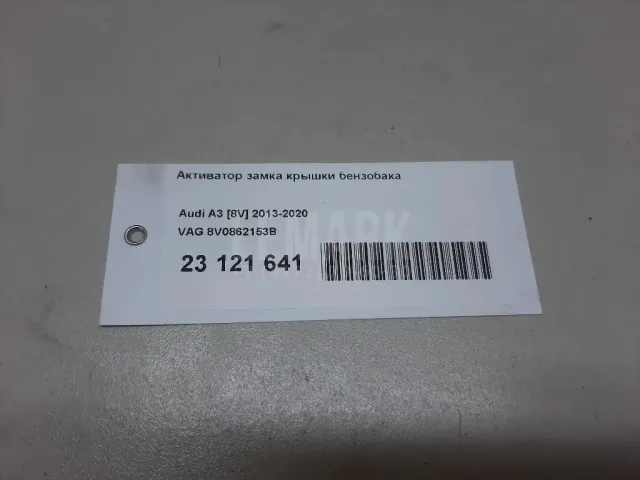 Активатор замка крышки бензобака
Audi A3 [8V] 2013-2020
VAG 8V0862153B
23 121 641